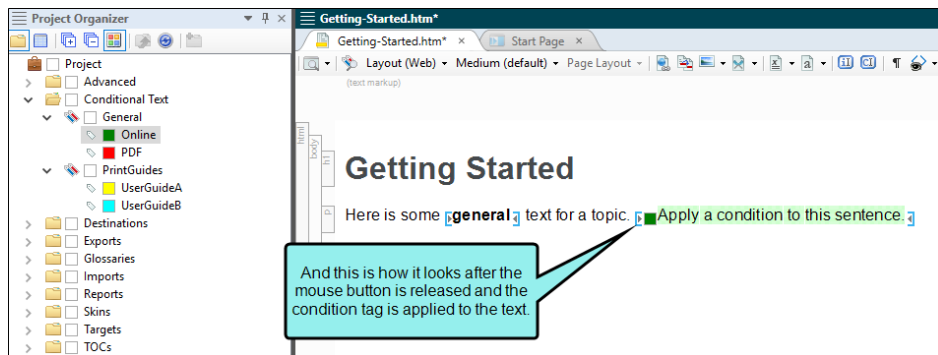 Project Organizer
Getting-Started.htm*
Getting-Started.htm*
Start Page
Layout (Web)
Medium (default)
Page Layout
(text markup)
Project
Advanced
Conditional Text
General
Online
PDF
PrintGuides
UserGuideA
UserGuideB
Destinations
Exports
Glossaries
Imports
Reports
Skins
Targets
TOCs
html
body
h1
Getting Started
p
Here is some general text for a topic. Apply a condition to this sentence.
And this is how it looks after the
mouse button is released and the
condition tag is applied to the text.